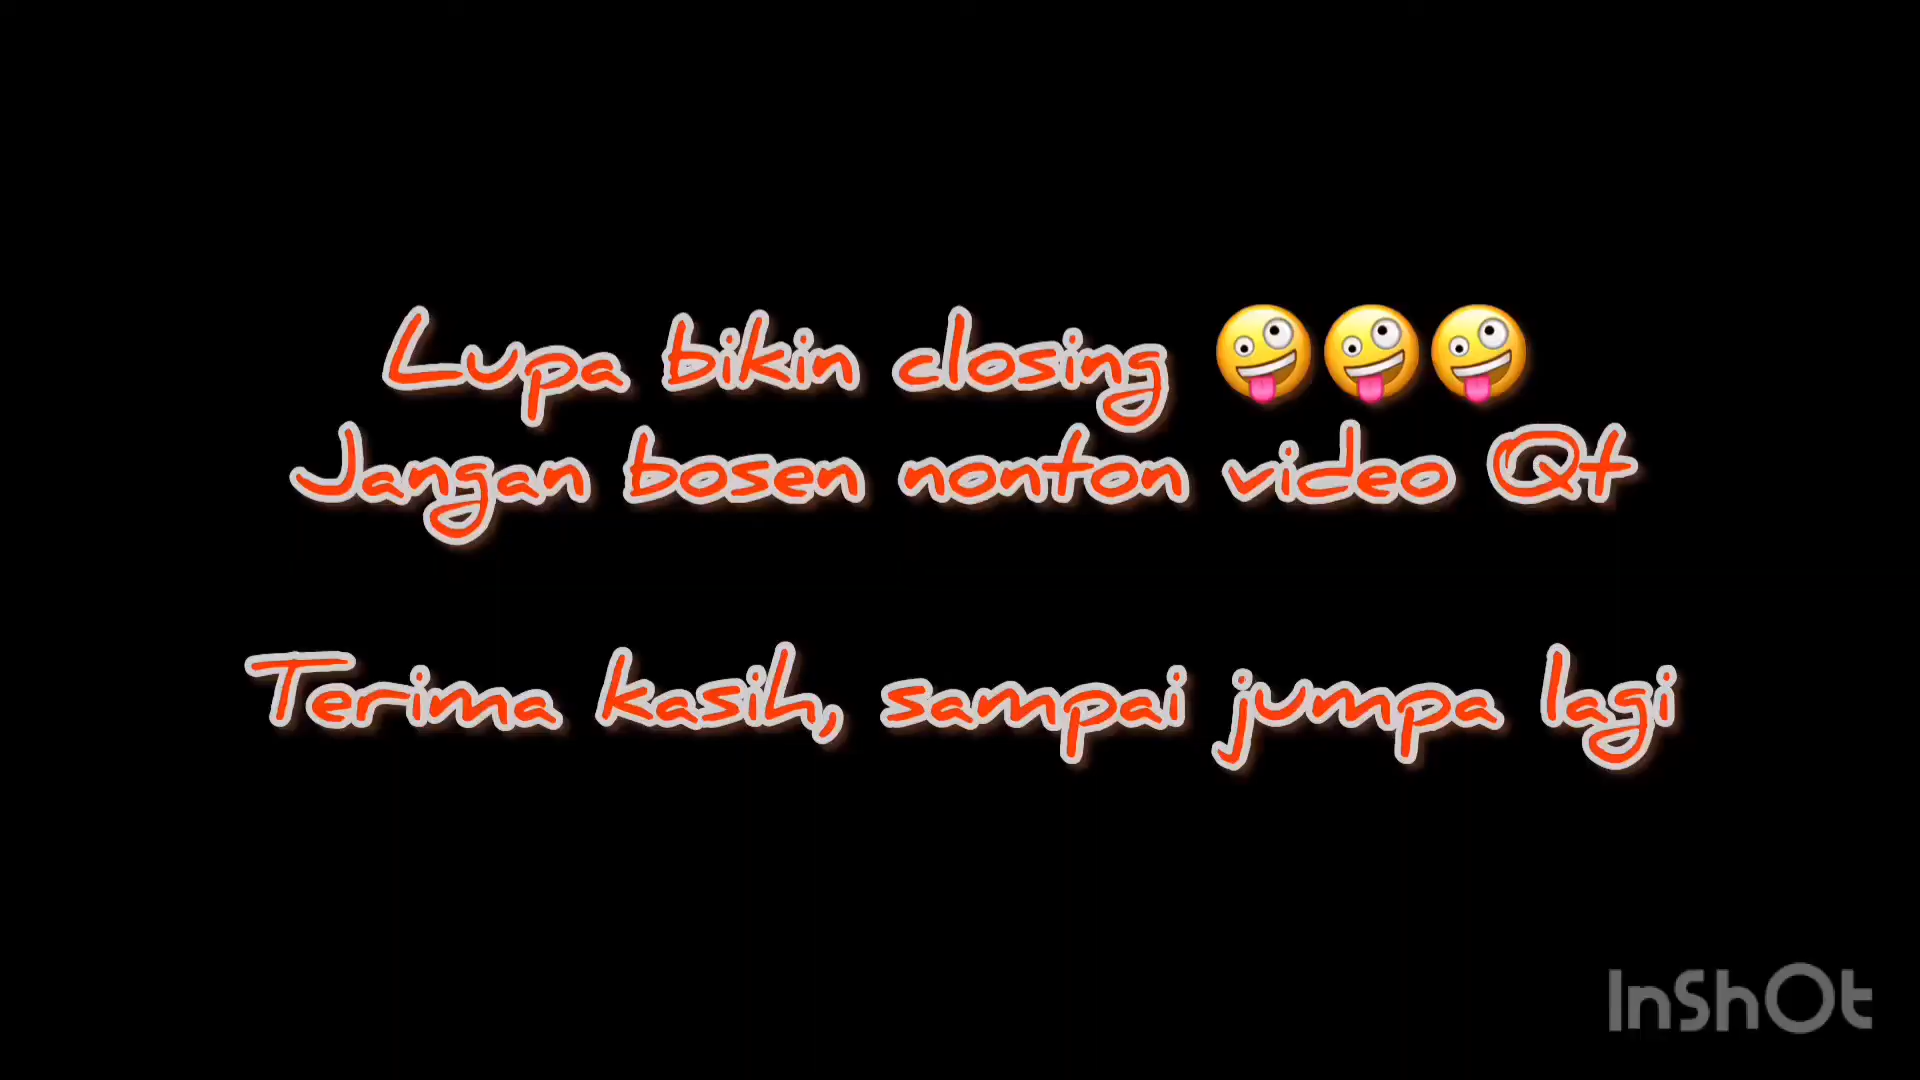 Lupa bikin closing 🤪🤪🤪
Jangan bosen nonton video Qt
Terima kasih, sampai jumpa lagi
InShOt